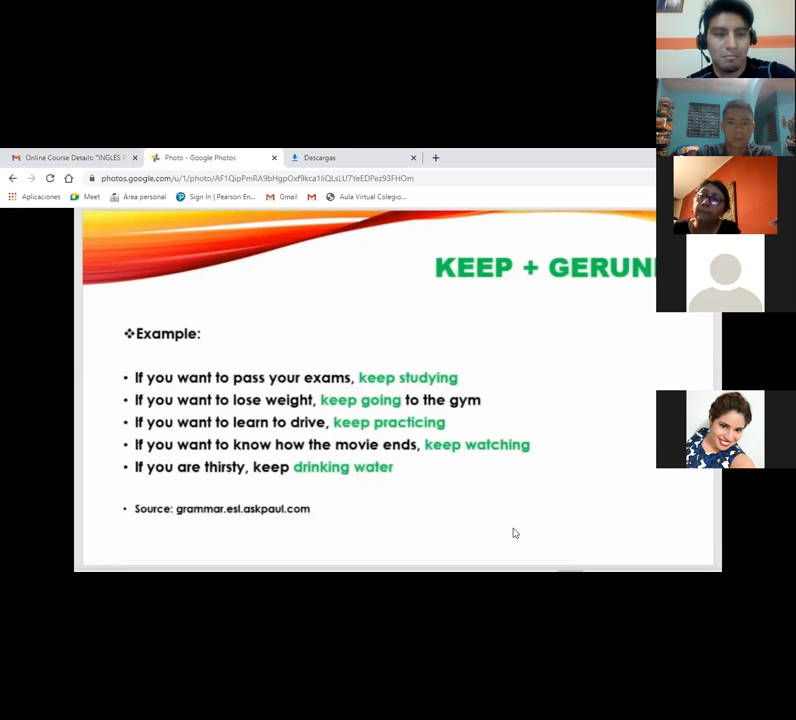 Online Course Details: "INGLES P
Photo - Google Photos
Descargas
photos.google.com/u/1/photo/AF1QipPmRA9bHgpOxf9kca1IiQLsLU7YeEDPez93FHOm
Aplicaciones
Meet
Área personal
Sign In | Pearson En...
Gmail
Aula Virtual Colegio...
KEEP + GERUN
❖Example:
• If you want to pass your exams, keep studying
• If you want to lose weight, keep going to the gym
• If you want to learn to drive, keep practicing
• If you want to know how the movie ends, keep watching
• If you are thirsty, keep drinking water
• Source: grammar.esl.askpaul.com